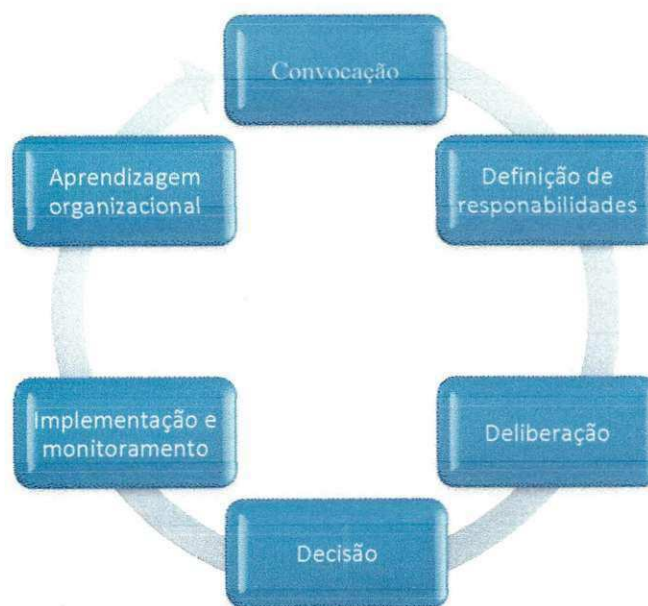 Convocação
Definição de
responabilidades
Deliberação
Decisão
Implementação e
monitoramento
Aprendizagem
organizacional